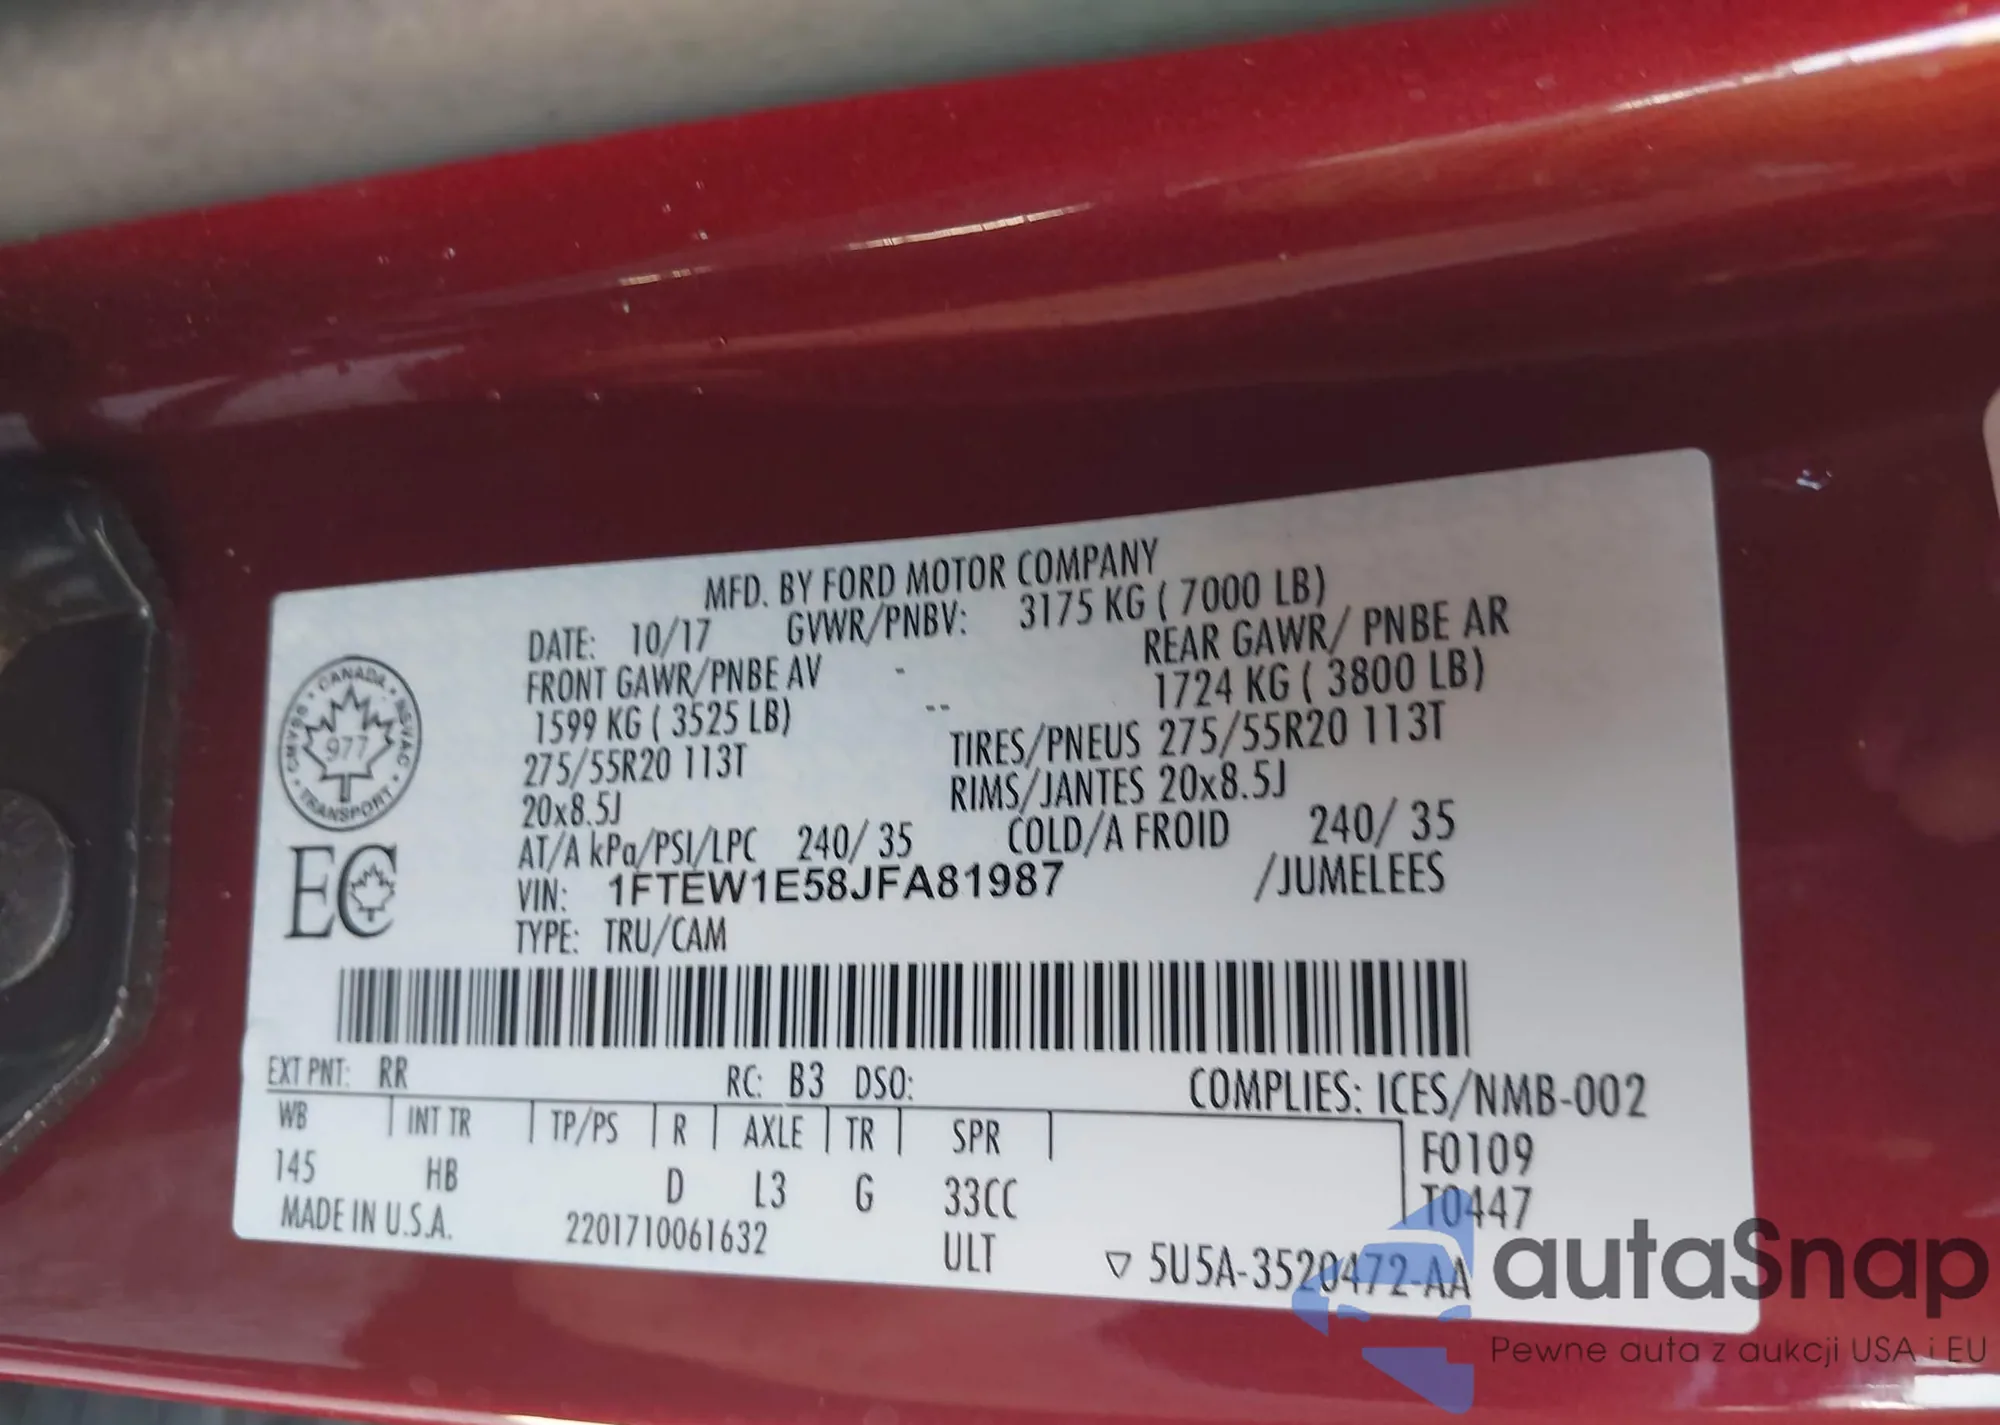 MFD. BY FORD MOTOR COMPANY
DATE: 10/17 GVWR/PNBV: 3175 KG ( 7000 LB)
FRONT GAWR/PNBE AV - REAR GAWR/ PNBE AR
1599 KG ( 3525 LB) -- 1724 KG ( 3800 LB)
275/55R20 113T TIRES/PNEUS 275/55R20 113T
20x8.5J RIMS/JANTES 20x8.5J
AT/A kPa/PSI/LPC 240/ 35 COLD/A FROID 240/ 35
VIN: 1FTEW1E58JFA81987 /JUMELEES
TYPE: TRU/CAM
CANADA
CMVSS NSVAC
977
TRANSPORT
EC
EXT PNT: RR RC: B3 DSO: COMPLIES: ICES/NMB-002
WB | INT TR | TP/PS | R | AXLE | TR | SPR | F0109
145 HB D L3 G 33CC T0447
MADE IN U.S.A. 2201710061632 ULT ▽ 5U5A-3520472-AA
autaSnap
Pewne auta z aukcji USA i EU